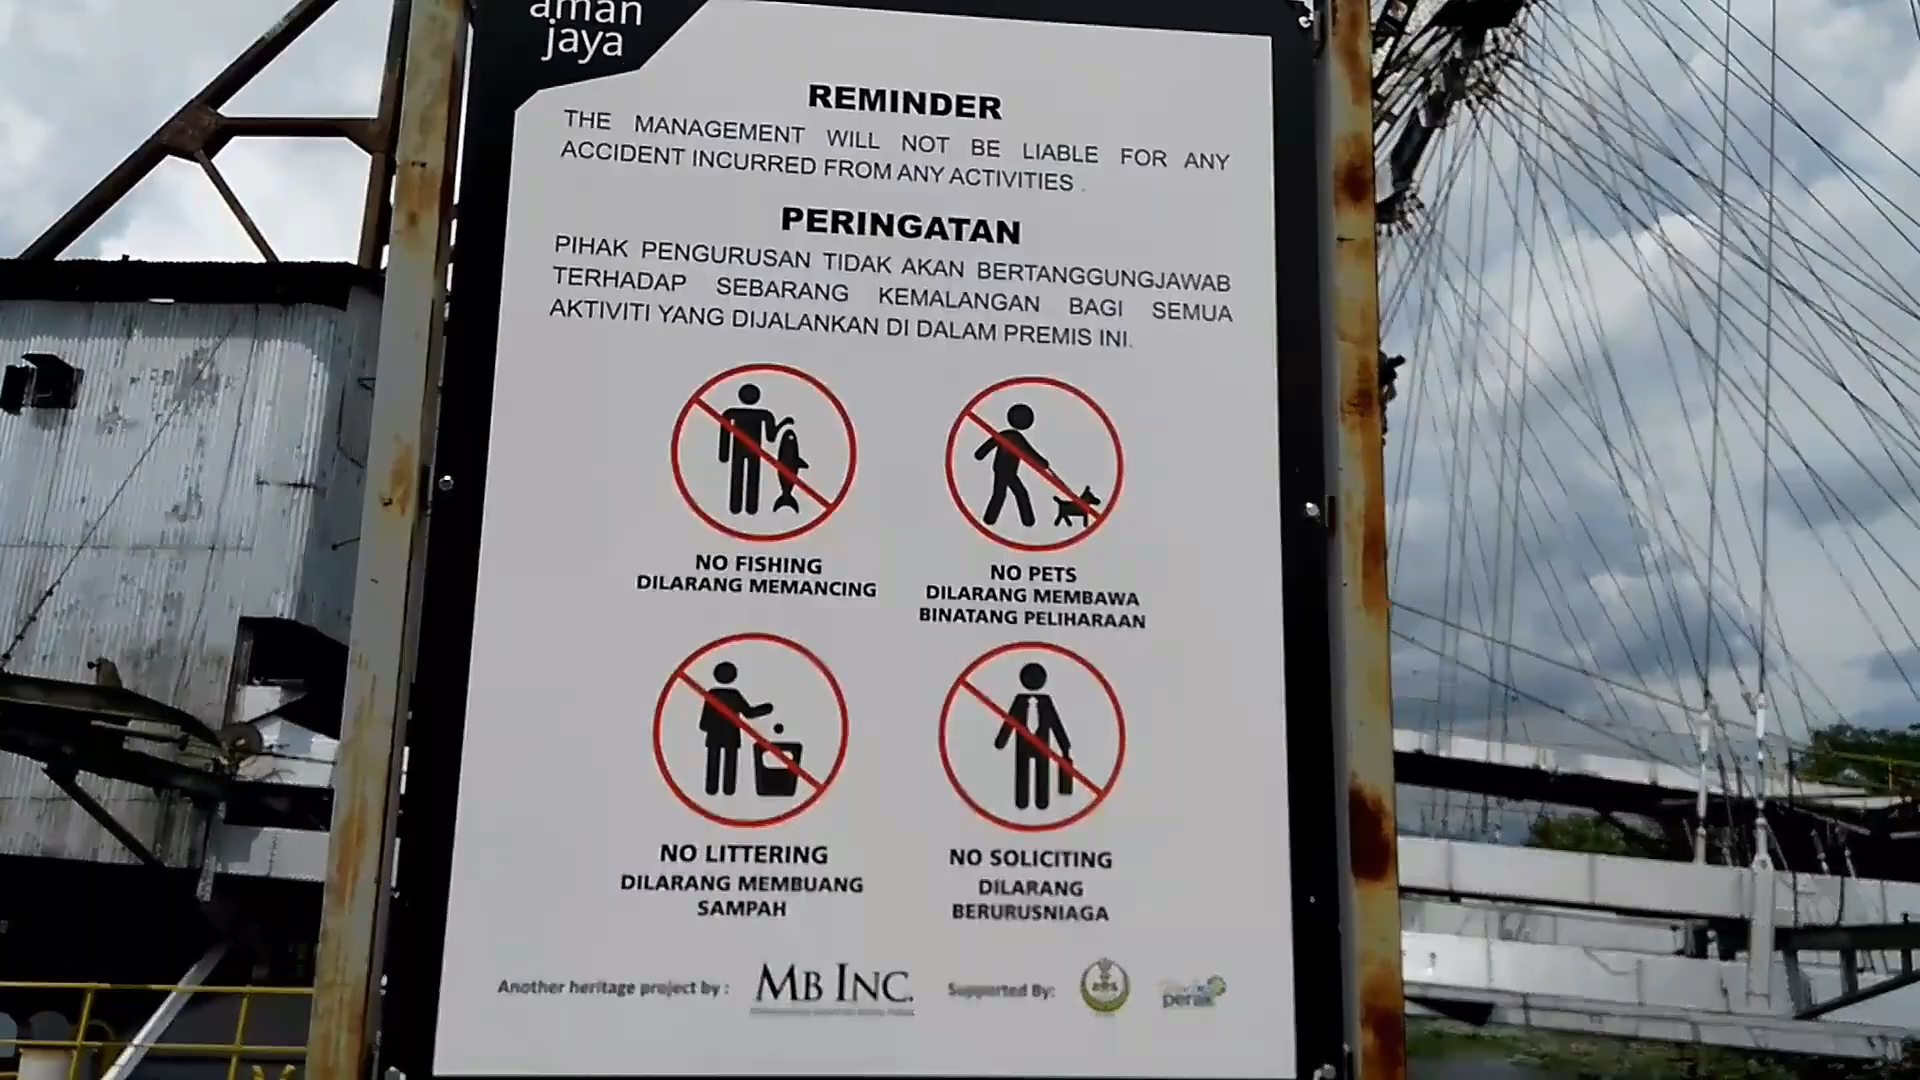 aman
jaya
REMINDER
THE MANAGEMENT WILL NOT BE LIABLE FOR ANY
ACCIDENT INCURRED FROM ANY ACTIVITIES .
PERINGATAN
PIHAK PENGURUSAN TIDAK AKAN BERTANGGUNGJAWAB
TERHADAP SEBARANG KEMALANGAN BAGI SEMUA
AKTIVITI YANG DIJALANKAN DI DALAM PREMIS INI.
NO FISHING
DILARANG MEMANCING
NO PETS
DILARANG MEMBAWA
BINATANG PELIHARAAN
NO LITTERING
DILARANG MEMBUANG
SAMPAH
NO SOLICITING
DILARANG
BERURUSNIAGA
Another heritage project by :
MB INC.
Supported By:
perak